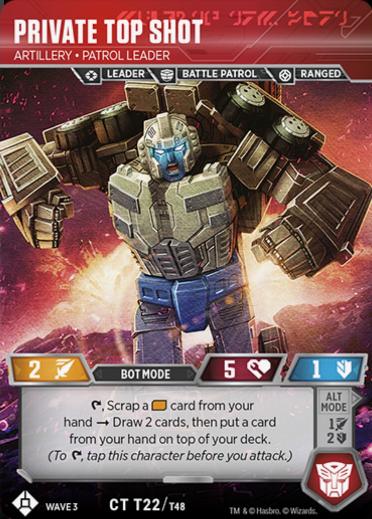 PRIVATE TOP SHOT
ARTILLERY • PATROL LEADER
LEADER BATTLE PATROL RANGED
2 BOT MODE 5 1
, Scrap a card from your
hand → Draw 2 cards, then put a card
from your hand on top of your deck.
(To , tap this character before you attack.)
ALT
MODE
1
2
WAVE 3 CT T22/T48 TM & © Hasbro. © Wizards.